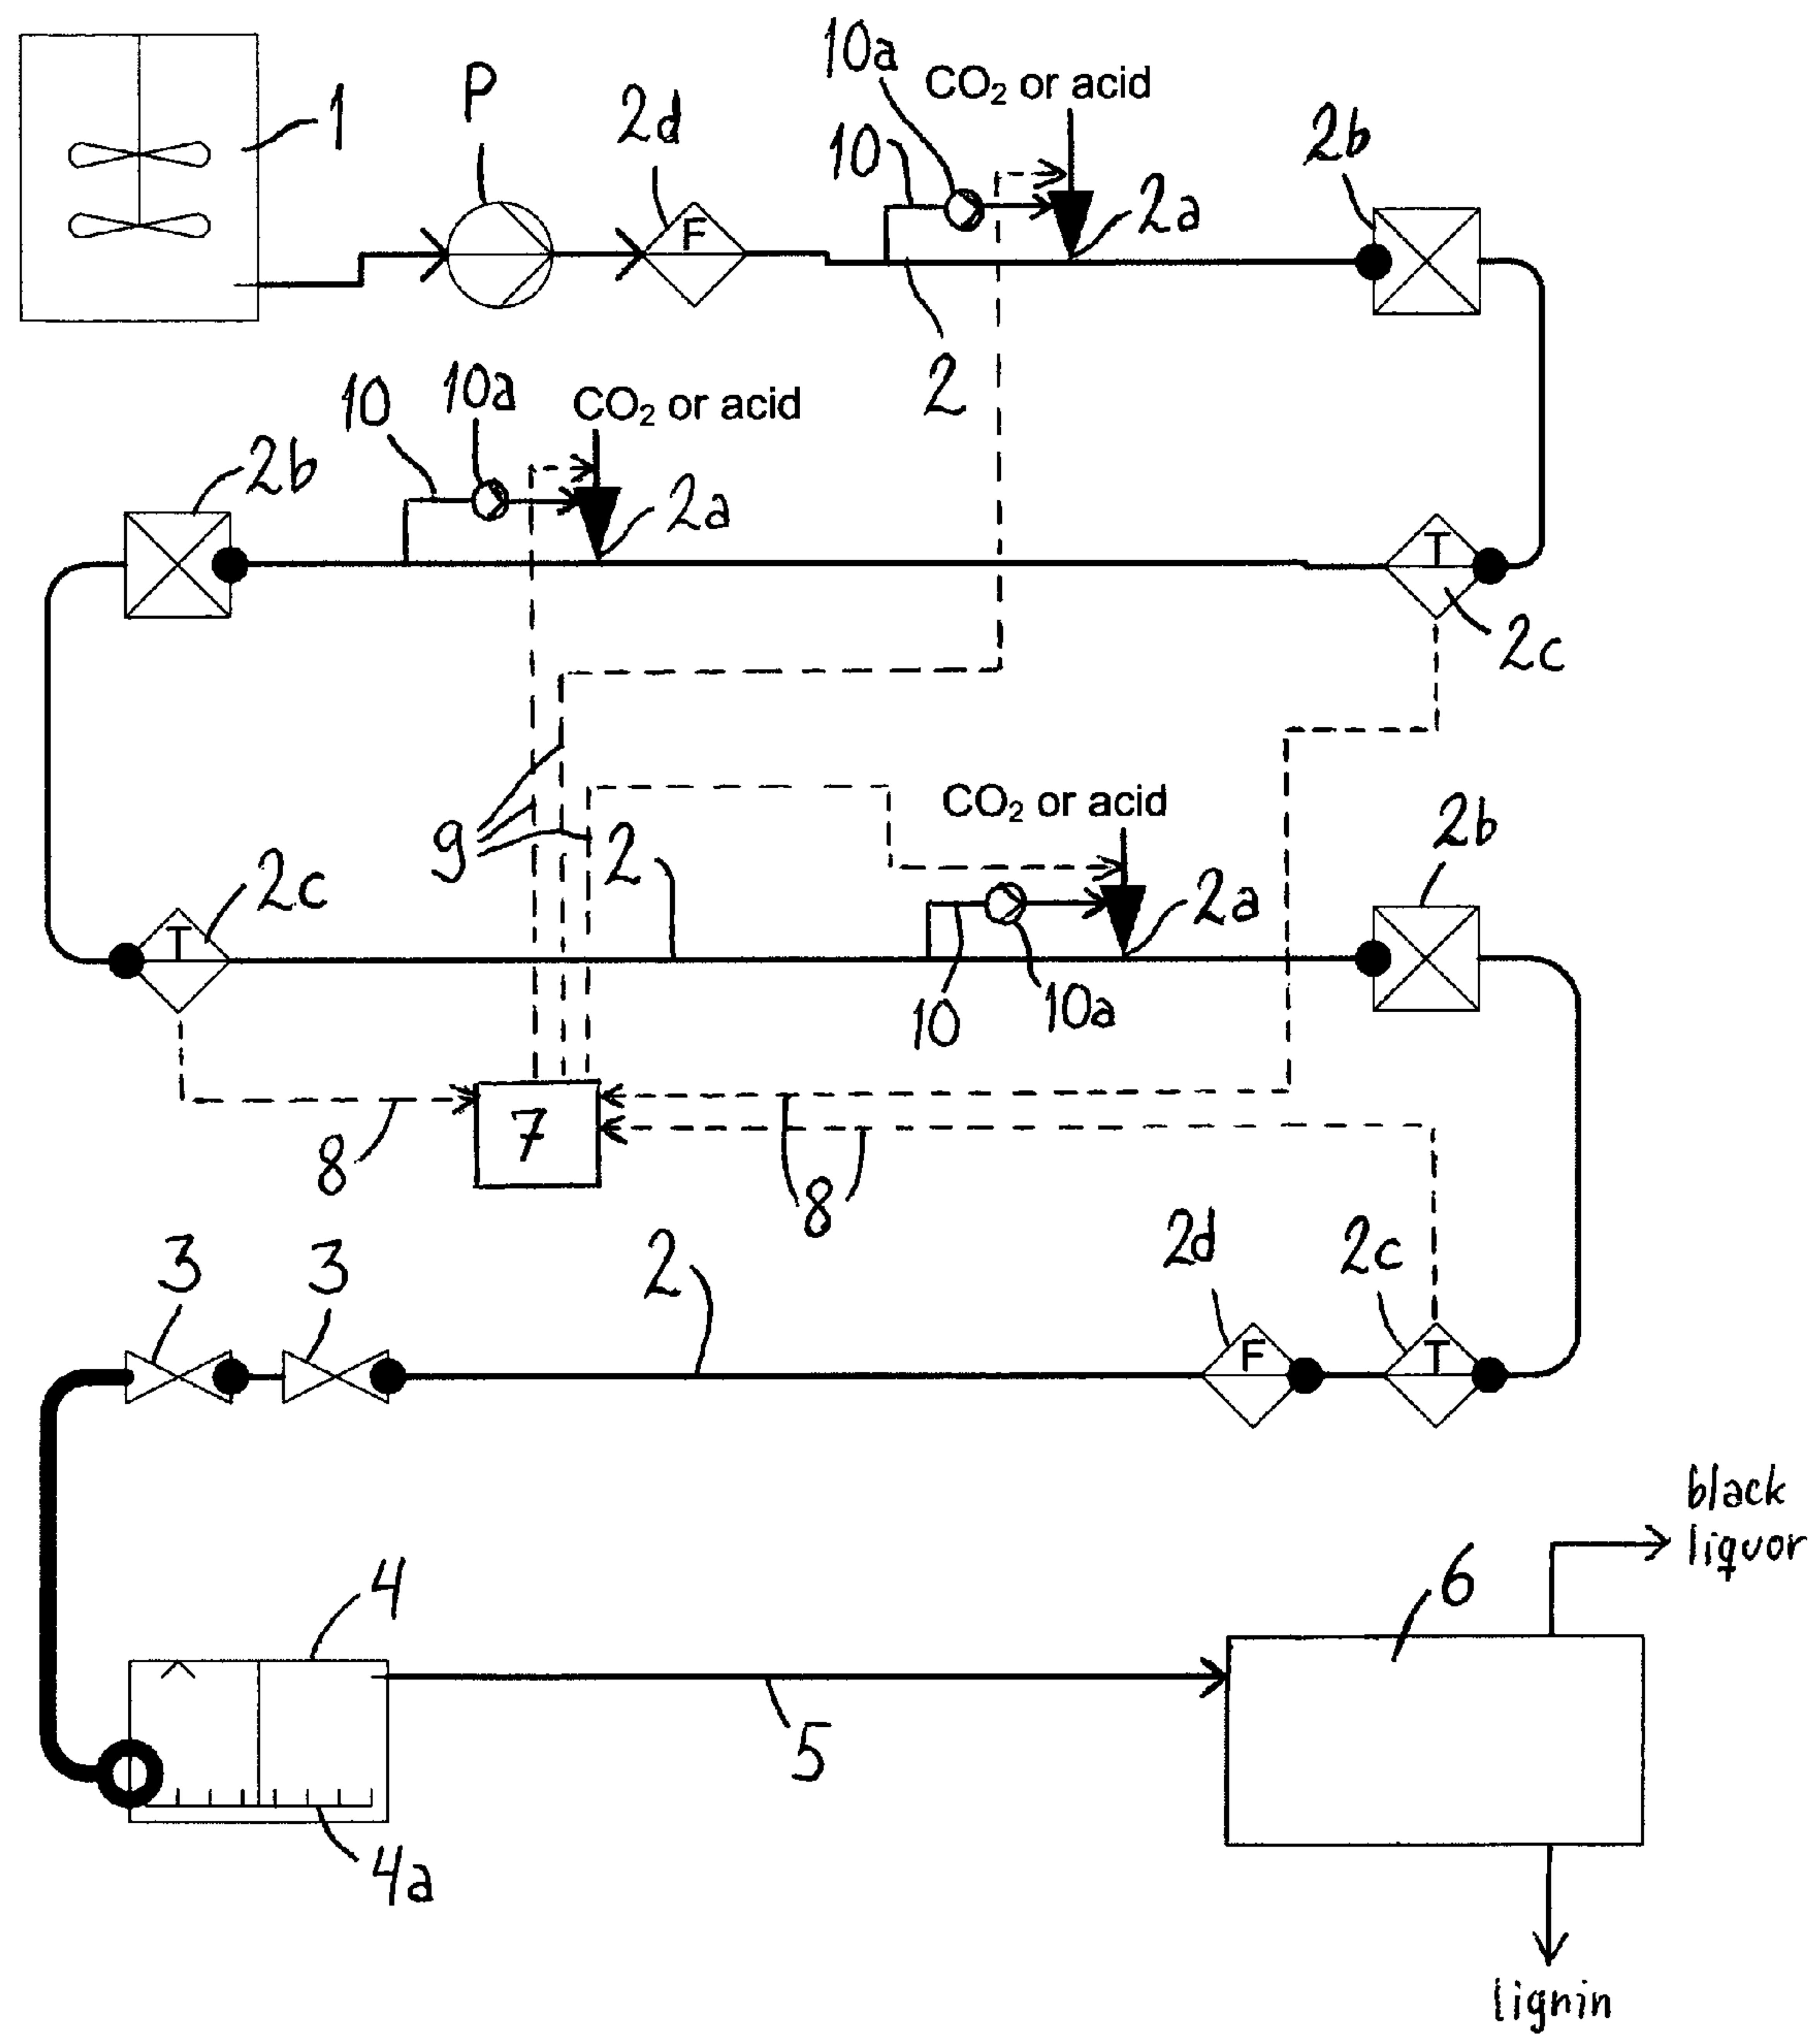 10a
CO₂ or acid
P
2d
1
10
2b
F
2a
2
10a
10
CO₂ or acid
2b
2a
T
2c
CO₂ or acid
9
2
2b
2c
2a
T
10
10a
7
8
8
2d
2c
3
3
2
F
T
black
liquor
4
6
5
4a
lignin